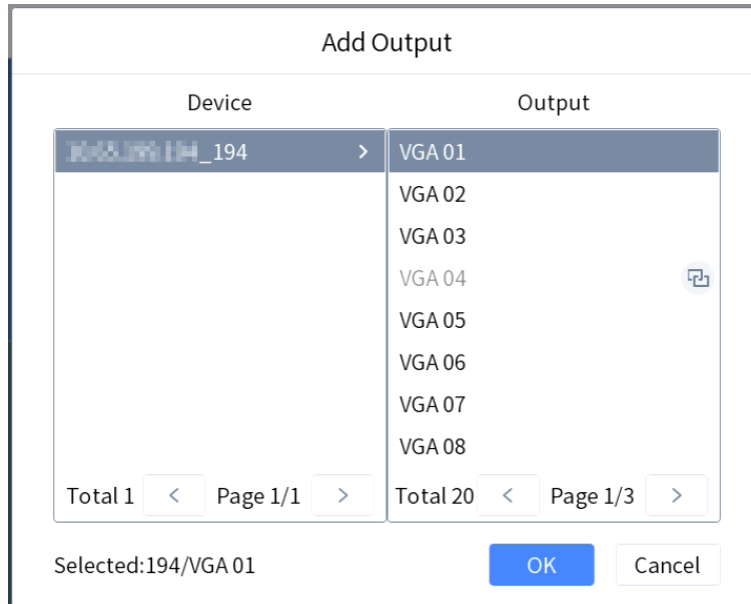 Add Output
Device
Output
_194
VGA 01
VGA 02
VGA 03
VGA 04
VGA 05
VGA 06
VGA 07
VGA 08
Total 1 < Page 1/1 >
Total 20 < Page 1/3 >
Selected:194/VGA 01
OK
Cancel